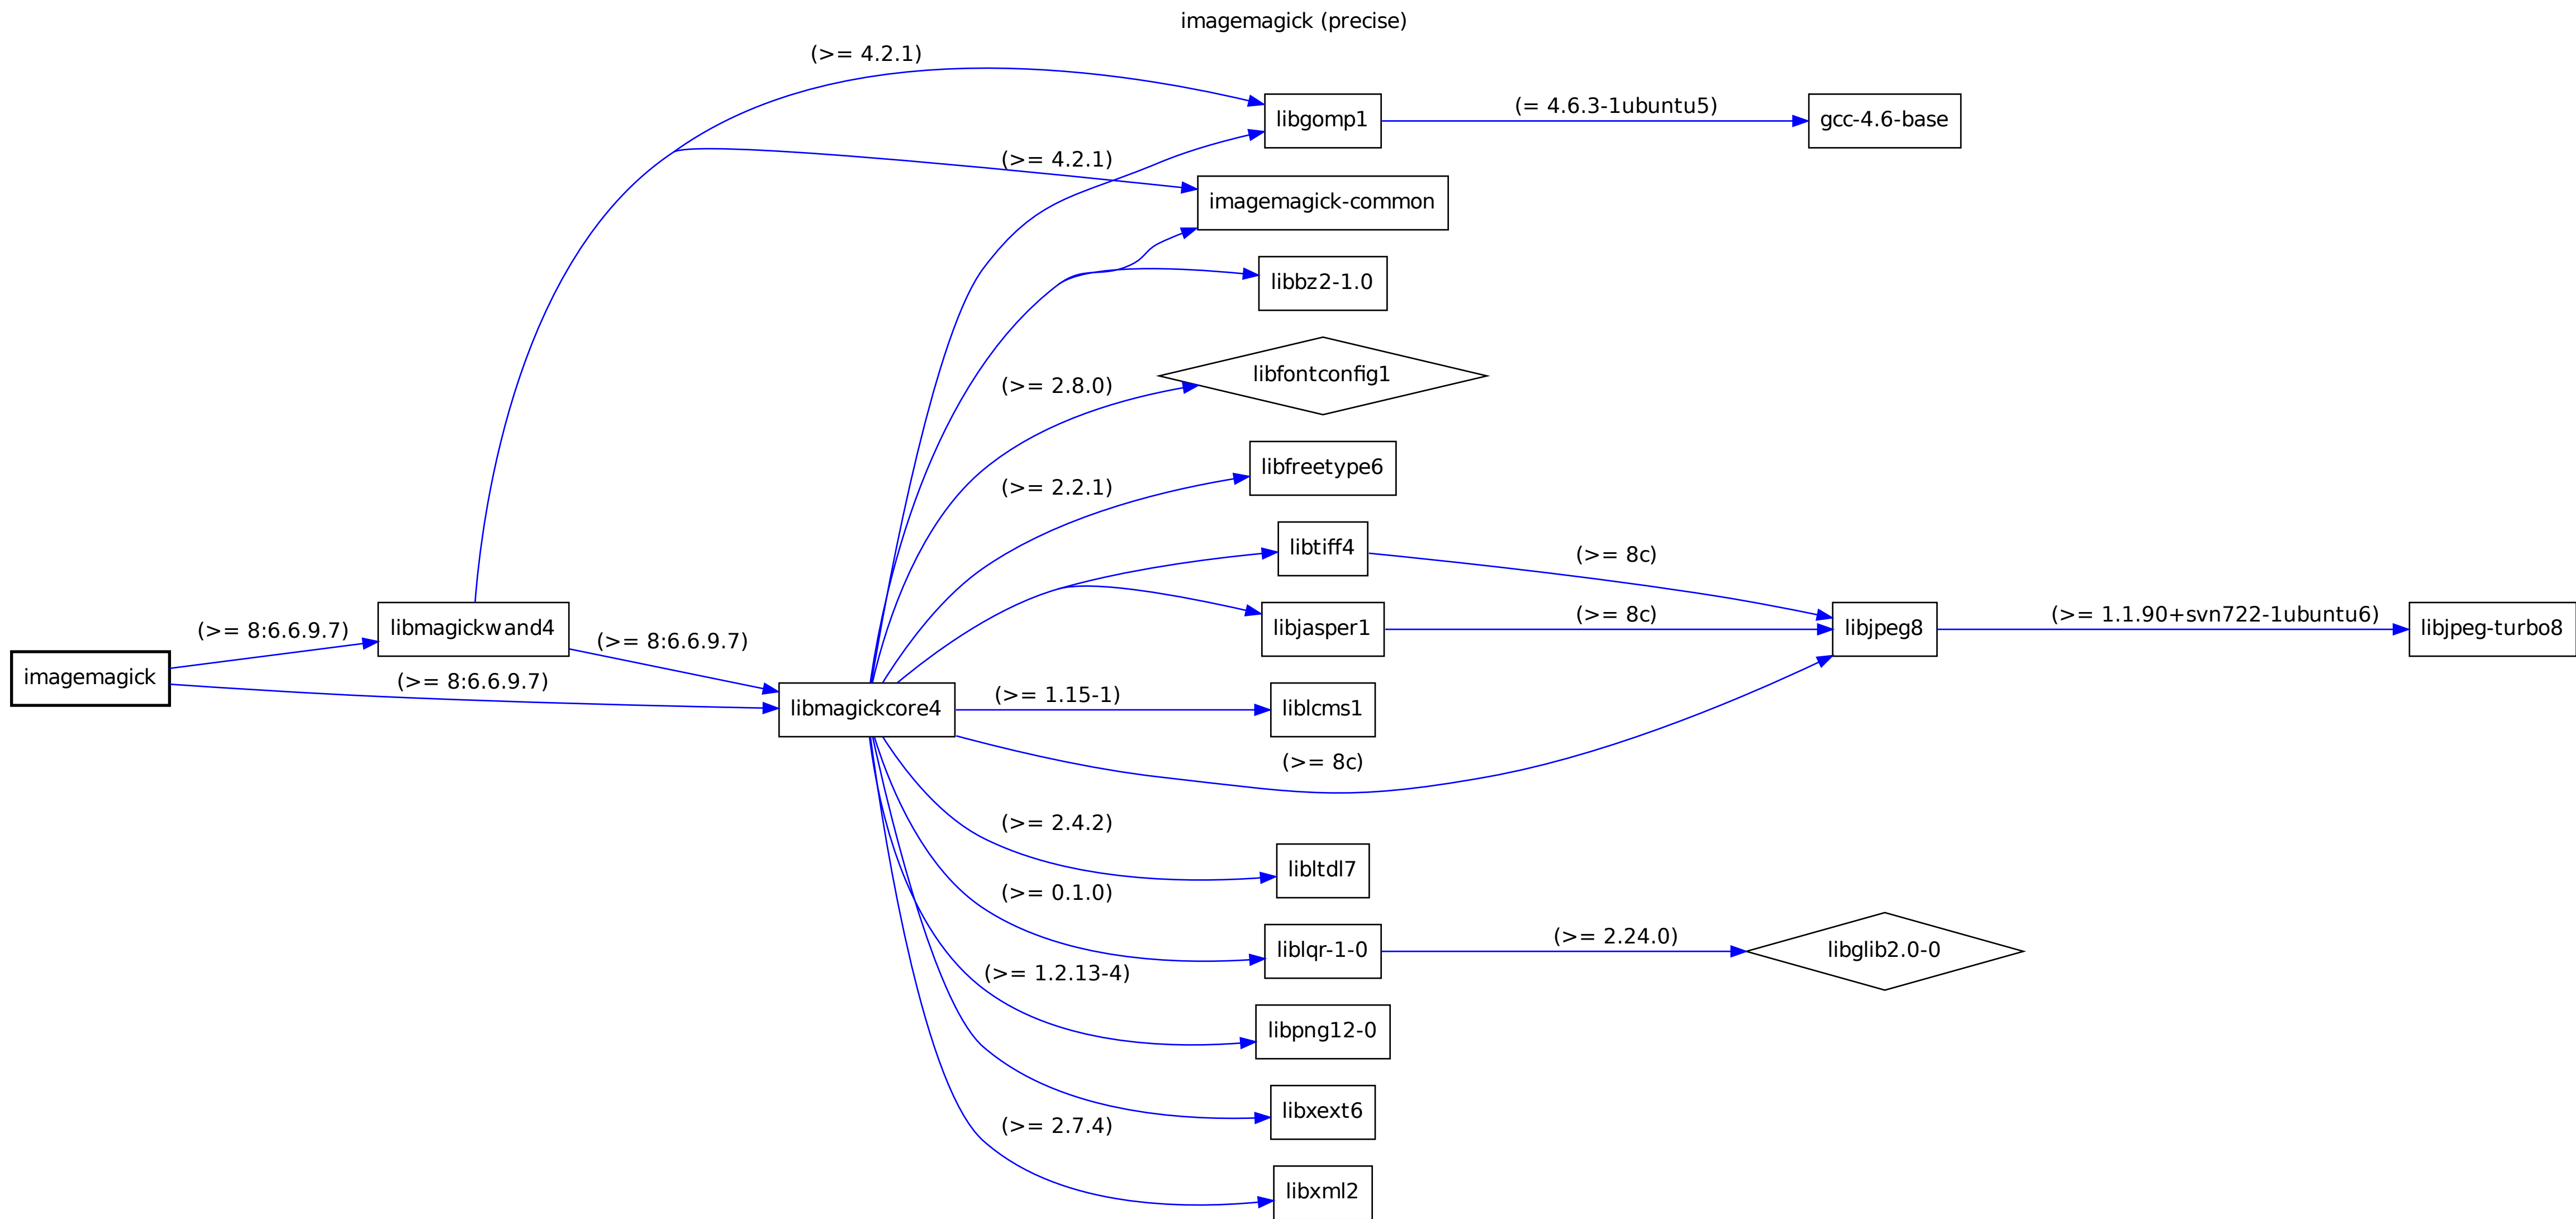 imagemagick (precise)
(>= 4.2.1)
libgomp1
(= 4.6.3-1ubuntu5)
gcc-4.6-base
(>= 4.2.1)
imagemagick-common
libbz2-1.0
libfontconfig1
(>= 2.8.0)
libfreetype6
(>= 2.2.1)
libtiff4
(>= 8c)
(>= 8:6.6.9.7)
libmagickwand4
(>= 8:6.6.9.7)
libjasper1
(>= 8c)
libjpeg8
(>= 1.1.90+svn722-1ubuntu6)
libjpeg-turbo8
imagemagick
(>= 8:6.6.9.7)
libmagickcore4
(>= 1.15-1)
liblcms1
(>= 8c)
(>= 2.4.2)
libltdl7
(>= 0.1.0)
liblqr-1-0
(>= 2.24.0)
libglib2.0-0
(>= 1.2.13-4)
libpng12-0
libxext6
(>= 2.7.4)
libxml2